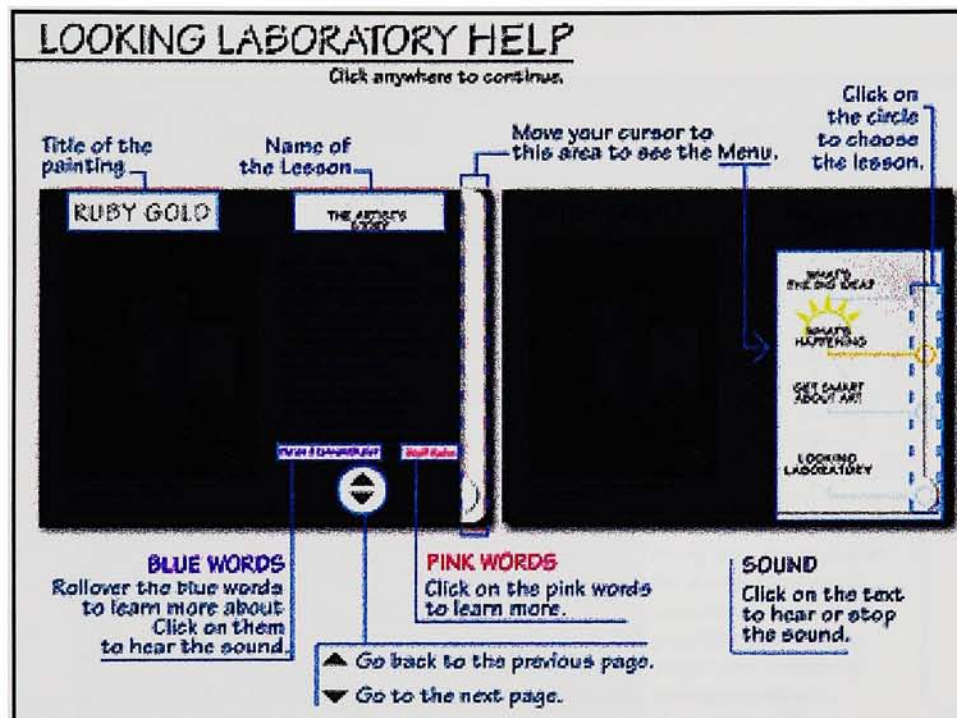 LOOKING LABORATORY HELP
Click anywhere to continue.
Title of the
painting
Name of
the Lesson
Move your cursor to
this area to see the Menu.
Click on
the circle
to choose
the lesson.
RUBY GOLD
THE ARTIST'S
STORY
WHAT'S
THE BIG IDEA?
WHAT'S
HAPPENING
GET SMART
ABOUT ART
LOOKING
LABORATORY
BLUE WORDS
Rollover the blue words
to learn more about
Click on them
to hear the sound.
PINK WORDS
Click on the pink words
to learn more.
SOUND
Click on the text
to hear or stop
the sound.
Go back to the previous page.
Go to the next page.